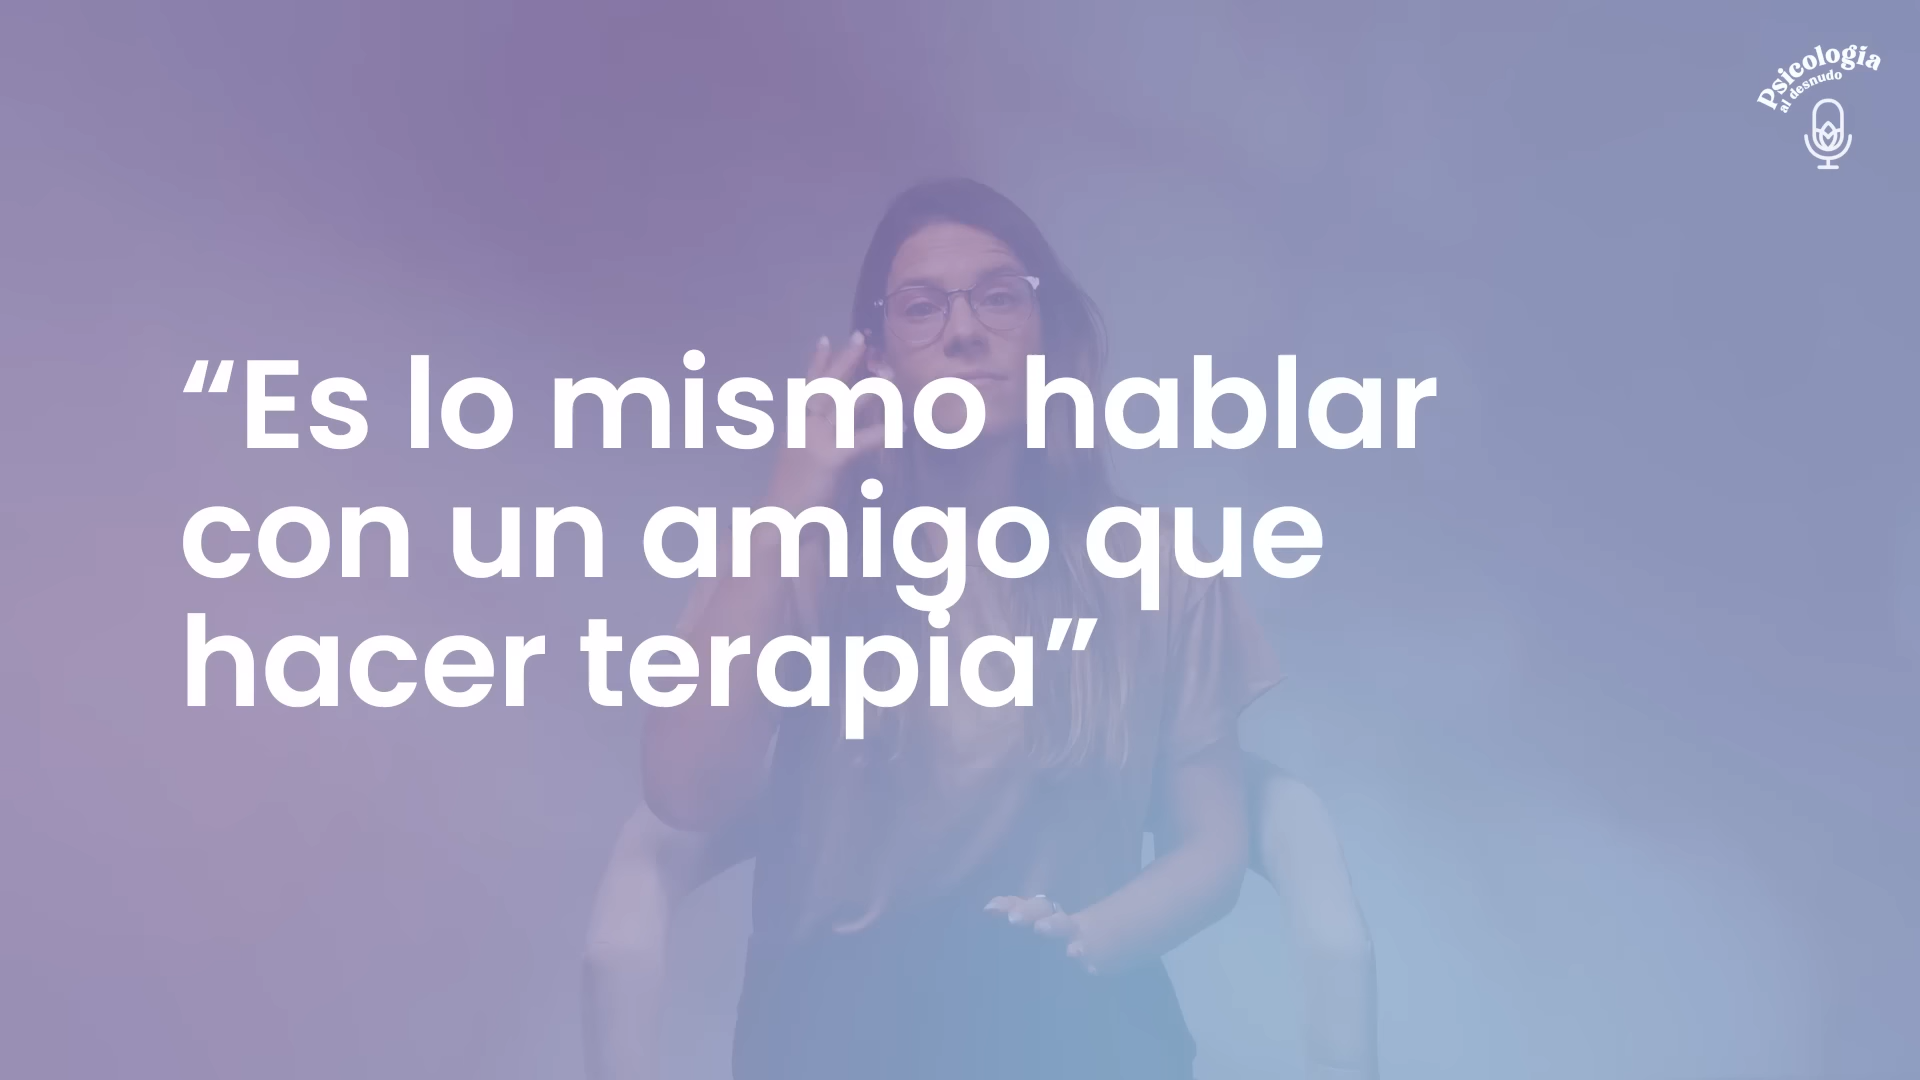 Psicología
al desnudo
“Es lo mismo hablar
con un amigo que
hacer terapia”